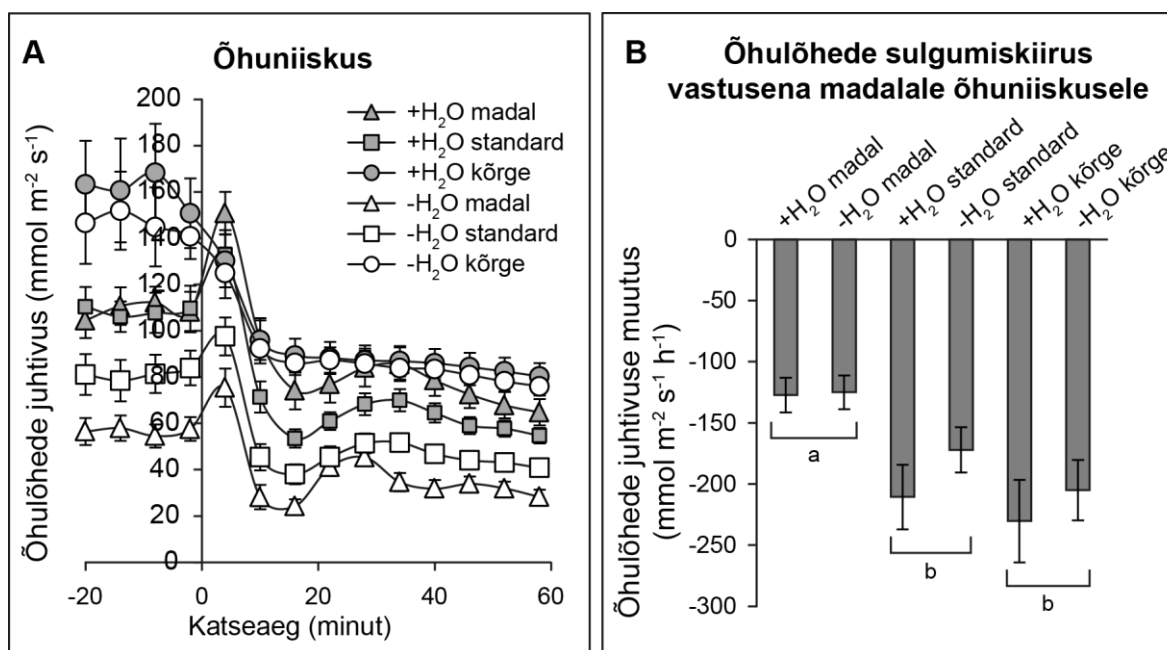 A
Õhuniiskus
Õhulõhede juhtivus (mmol m⁻² s⁻¹)
200
180
160
140
120
100
80
60
40
20
0
+H₂O madal
+H₂O standard
+H₂O kõrge
-H₂O madal
-H₂O standard
-H₂O kõrge
-20
0
20
40
60
Katseaeg (minut)
B
Õhulõhede sulgumiskiirus
vastusena madalale õhuniiskusele
+H₂O madal
-H₂O madal
+H₂O standard
-H₂O standard
+H₂O kõrge
-H₂O kõrge
Õhulõhede juhtivuse muutus
(mmol m⁻² s⁻¹ h⁻¹)
0
-50
-100
-150
-200
-250
-300
a
b
b